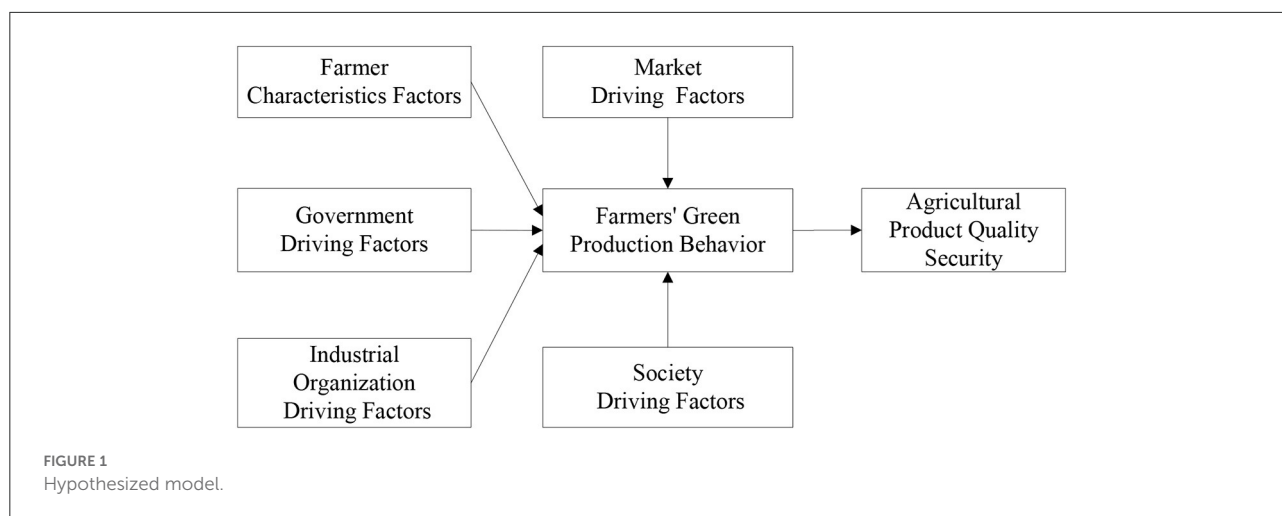 Farmer
Characteristics Factors
Market
Driving Factors
Government
Driving Factors
Farmers' Green
Production Behavior
Agricultural
Product Quality
Security
Industrial
Organization
Driving Factors
Society
Driving Factors
FIGURE 1
Hypothesized model.